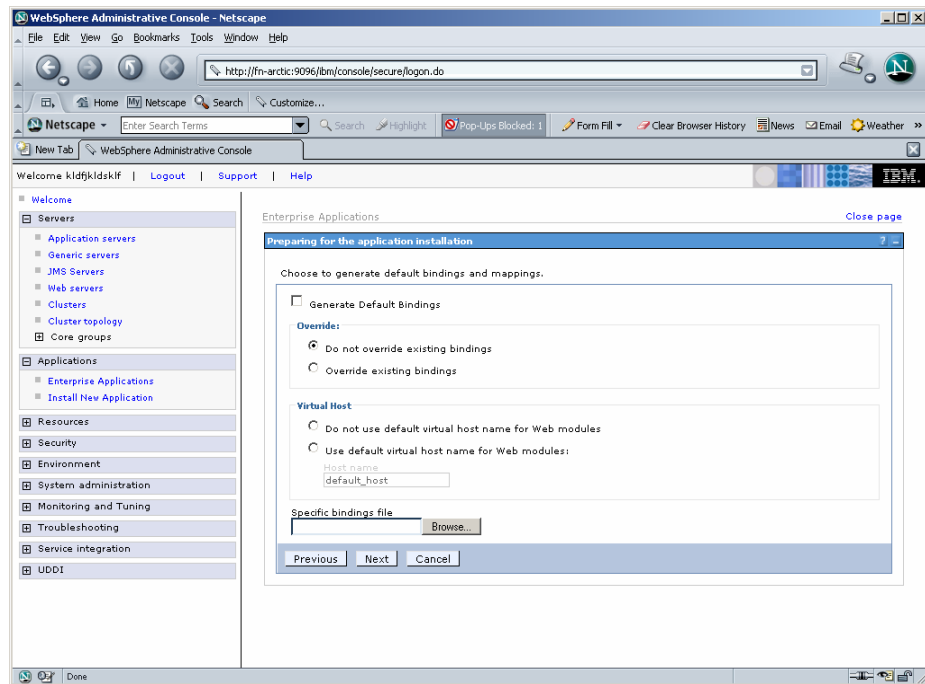 WebSphere Administrative Console - Netscape
File Edit View Go Bookmarks Tools Window Help
http://fn-arctic:9096/ibm/console/secure/logon.do
Home My Netscape Search Customize...
Netscape Enter Search Terms Search Highlight Pop-Ups Blocked: 1 Form Fill Clear Browser History News Email Weather »
New Tab WebSphere Administrative Console
Welcome kldfjkldsklf | Logout | Support | Help IBM.
Welcome
Servers
Application servers
Generic servers
JMS Servers
Web servers
Clusters
Cluster topology
Core groups
Applications
Enterprise Applications
Install New Application
Resources
Security
Environment
System administration
Monitoring and Tuning
Troubleshooting
Service integration
UDDI
Enterprise Applications Close page
Preparing for the application installation ? –
Choose to generate default bindings and mappings.
Generate Default Bindings
Override:
Do not override existing bindings
Override existing bindings
Virtual Host
Do not use default virtual host name for Web modules
Use default virtual host name for Web modules:
Host name
default_host
Specific bindings file
Browse...
Previous Next Cancel
Done